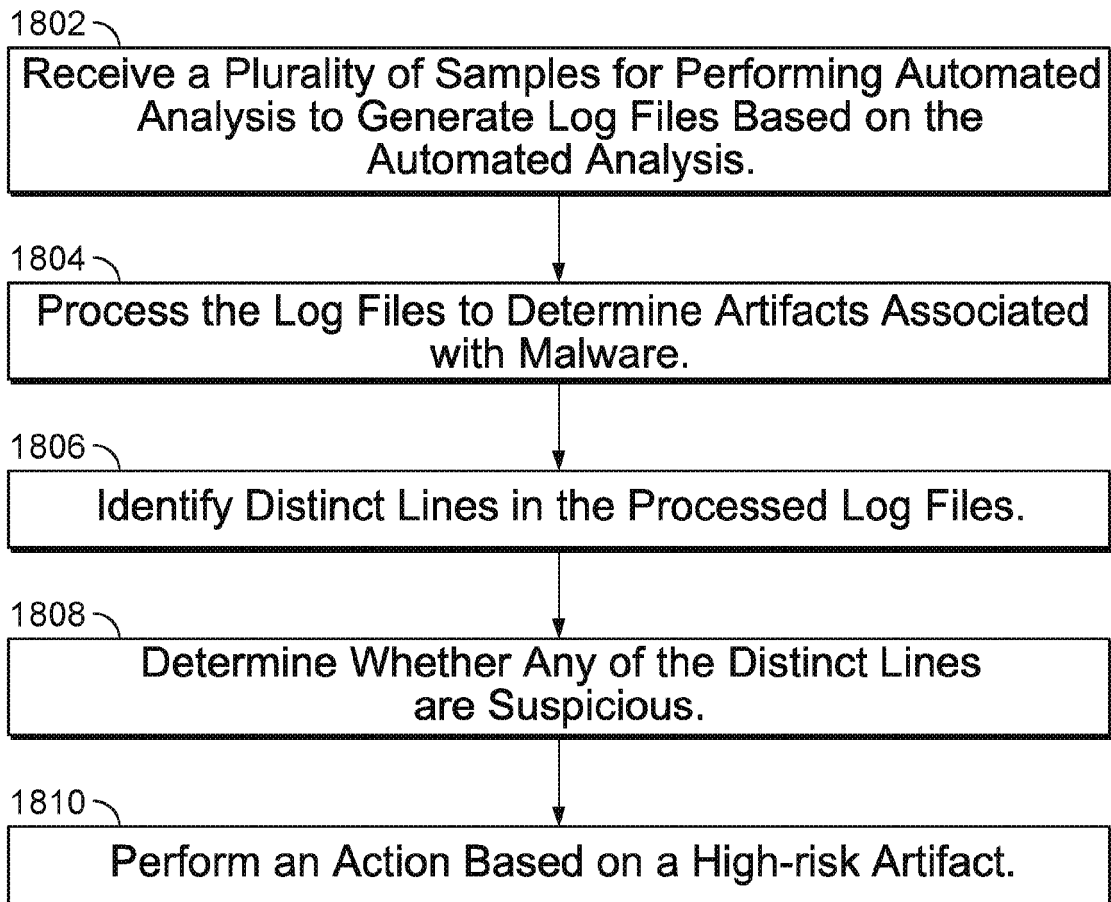 1802
Receive a Plurality of Samples for Performing Automated
Analysis to Generate Log Files Based on the
Automated Analysis.
1804
Process the Log Files to Determine Artifacts Associated
with Malware.
1806
Identify Distinct Lines in the Processed Log Files.
1808
Determine Whether Any of the Distinct Lines
are Suspicious.
1810
Perform an Action Based on a High-risk Artifact.